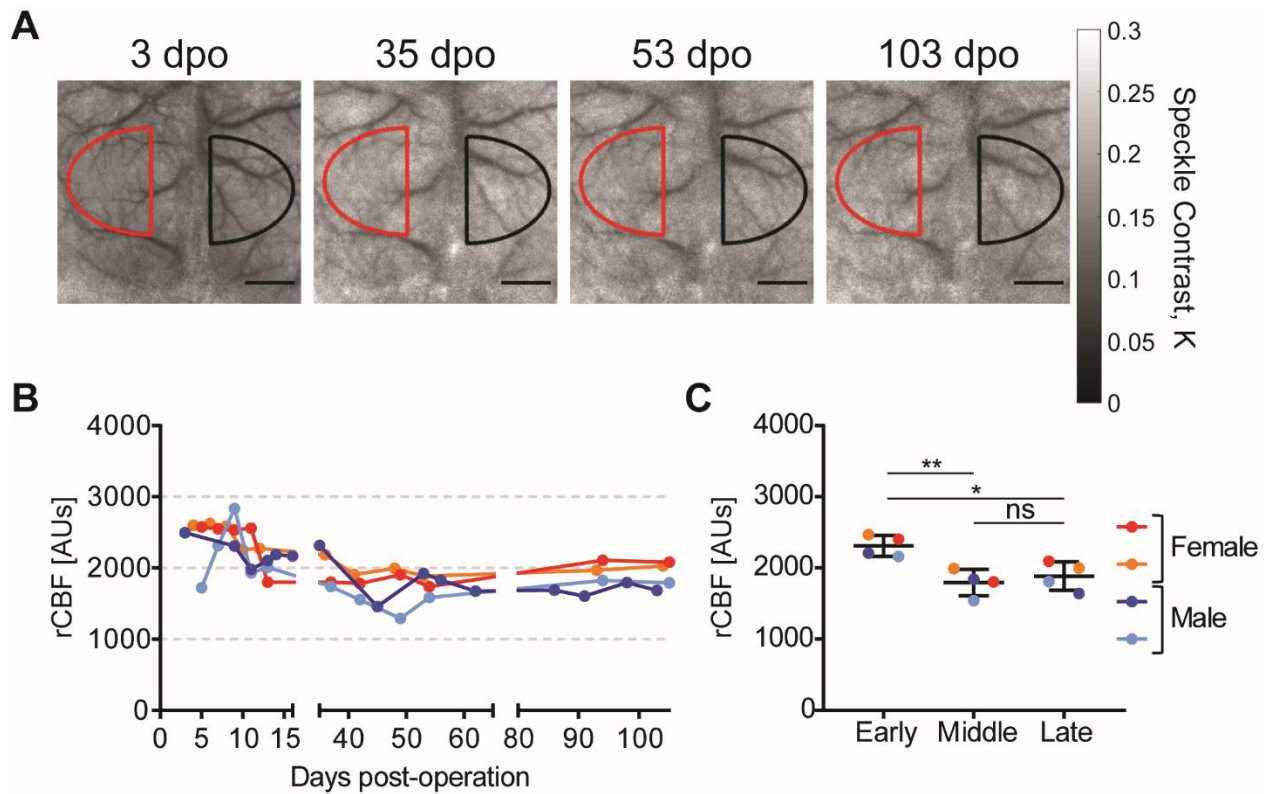 A
3 dpo
35 dpo
53 dpo
103 dpo
0.3
0.25
0.2
0.15
0.1
0.05
0
Speckle Contrast, K
B
4000
3000
2000
1000
0
rCBF [AUs]
0 5 10 15 40 50 60 80 90 100
Days post-operation
C
4000
3000
2000
1000
0
rCBF [AUs]
**
*
ns
Early Middle Late
Female
Male